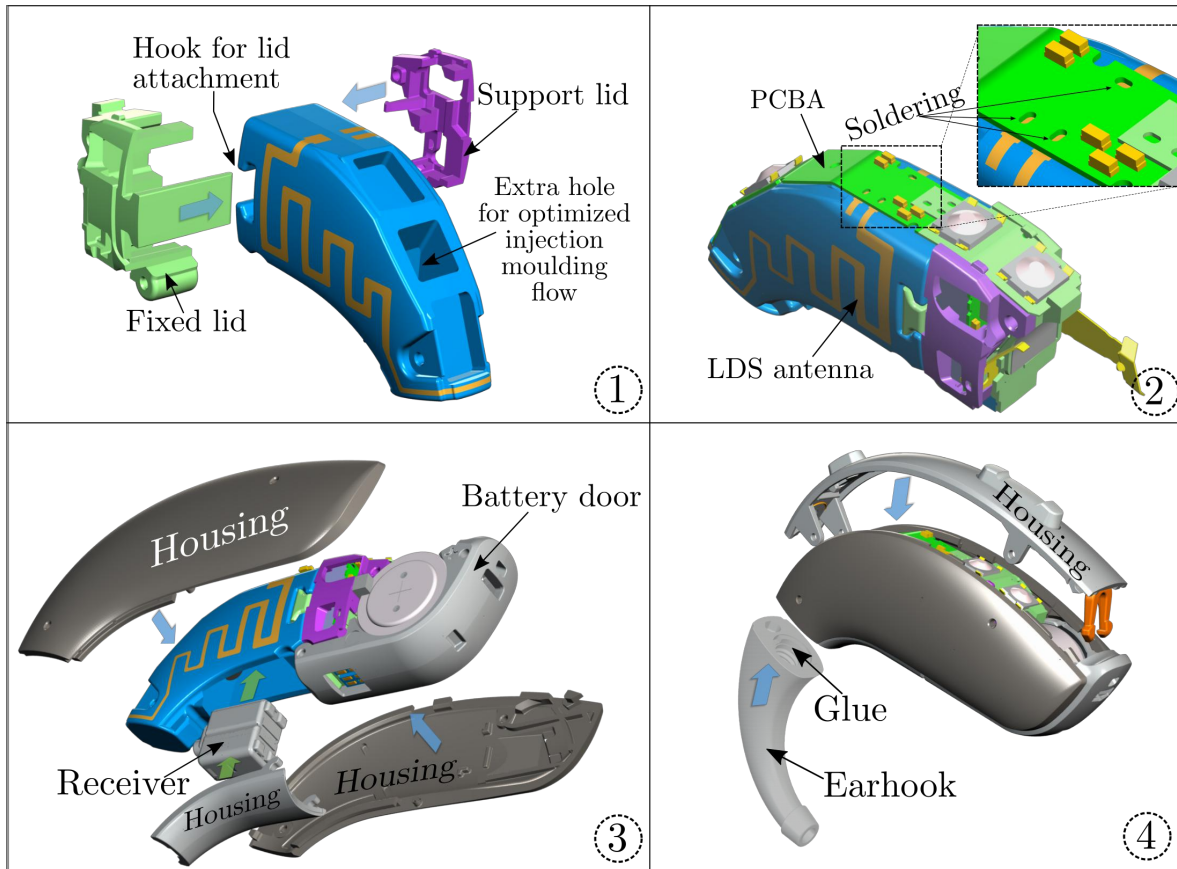 Hook for lid
attachment
Support lid
Extra hole
for optimized
injection
moulding
flow
Fixed lid
1
PCBA
Soldering
LDS antenna
2
Housing
Battery door
Receiver
Housing
Housing
3
Housing
Glue
Earhook
4